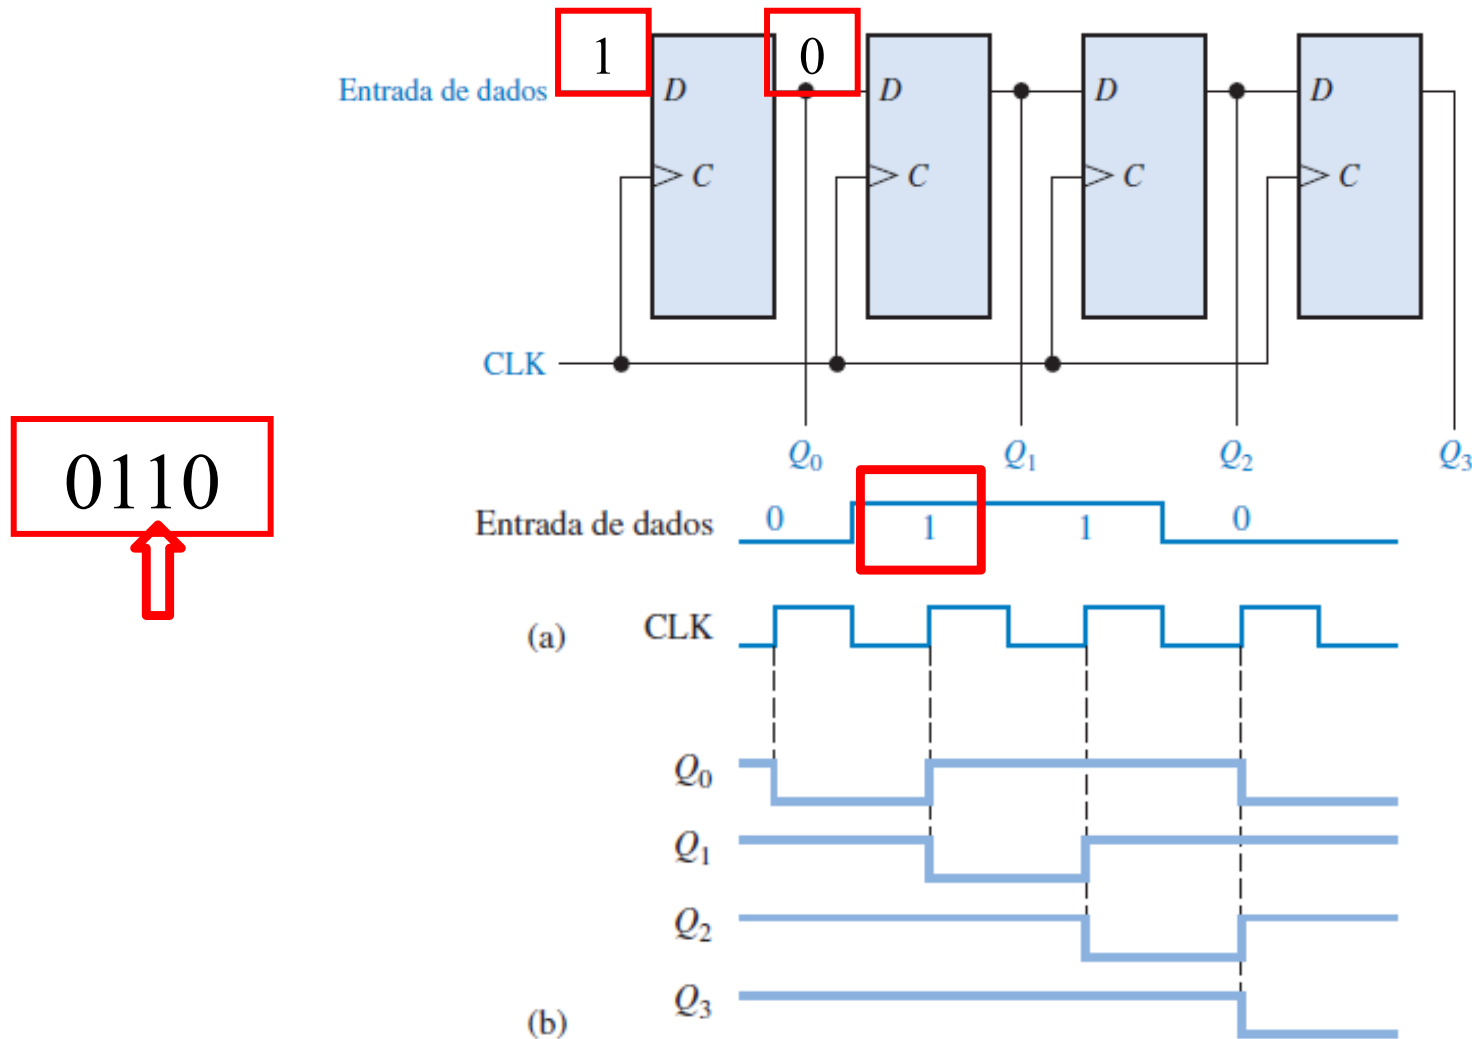 1 0
Entrada de dados D D D D
C C C C
CLK
Q0 Q1 Q2 Q3
0110
Entrada de dados 0 1 1 0
(a) CLK
Q0
Q1
Q2
Q3
(b)